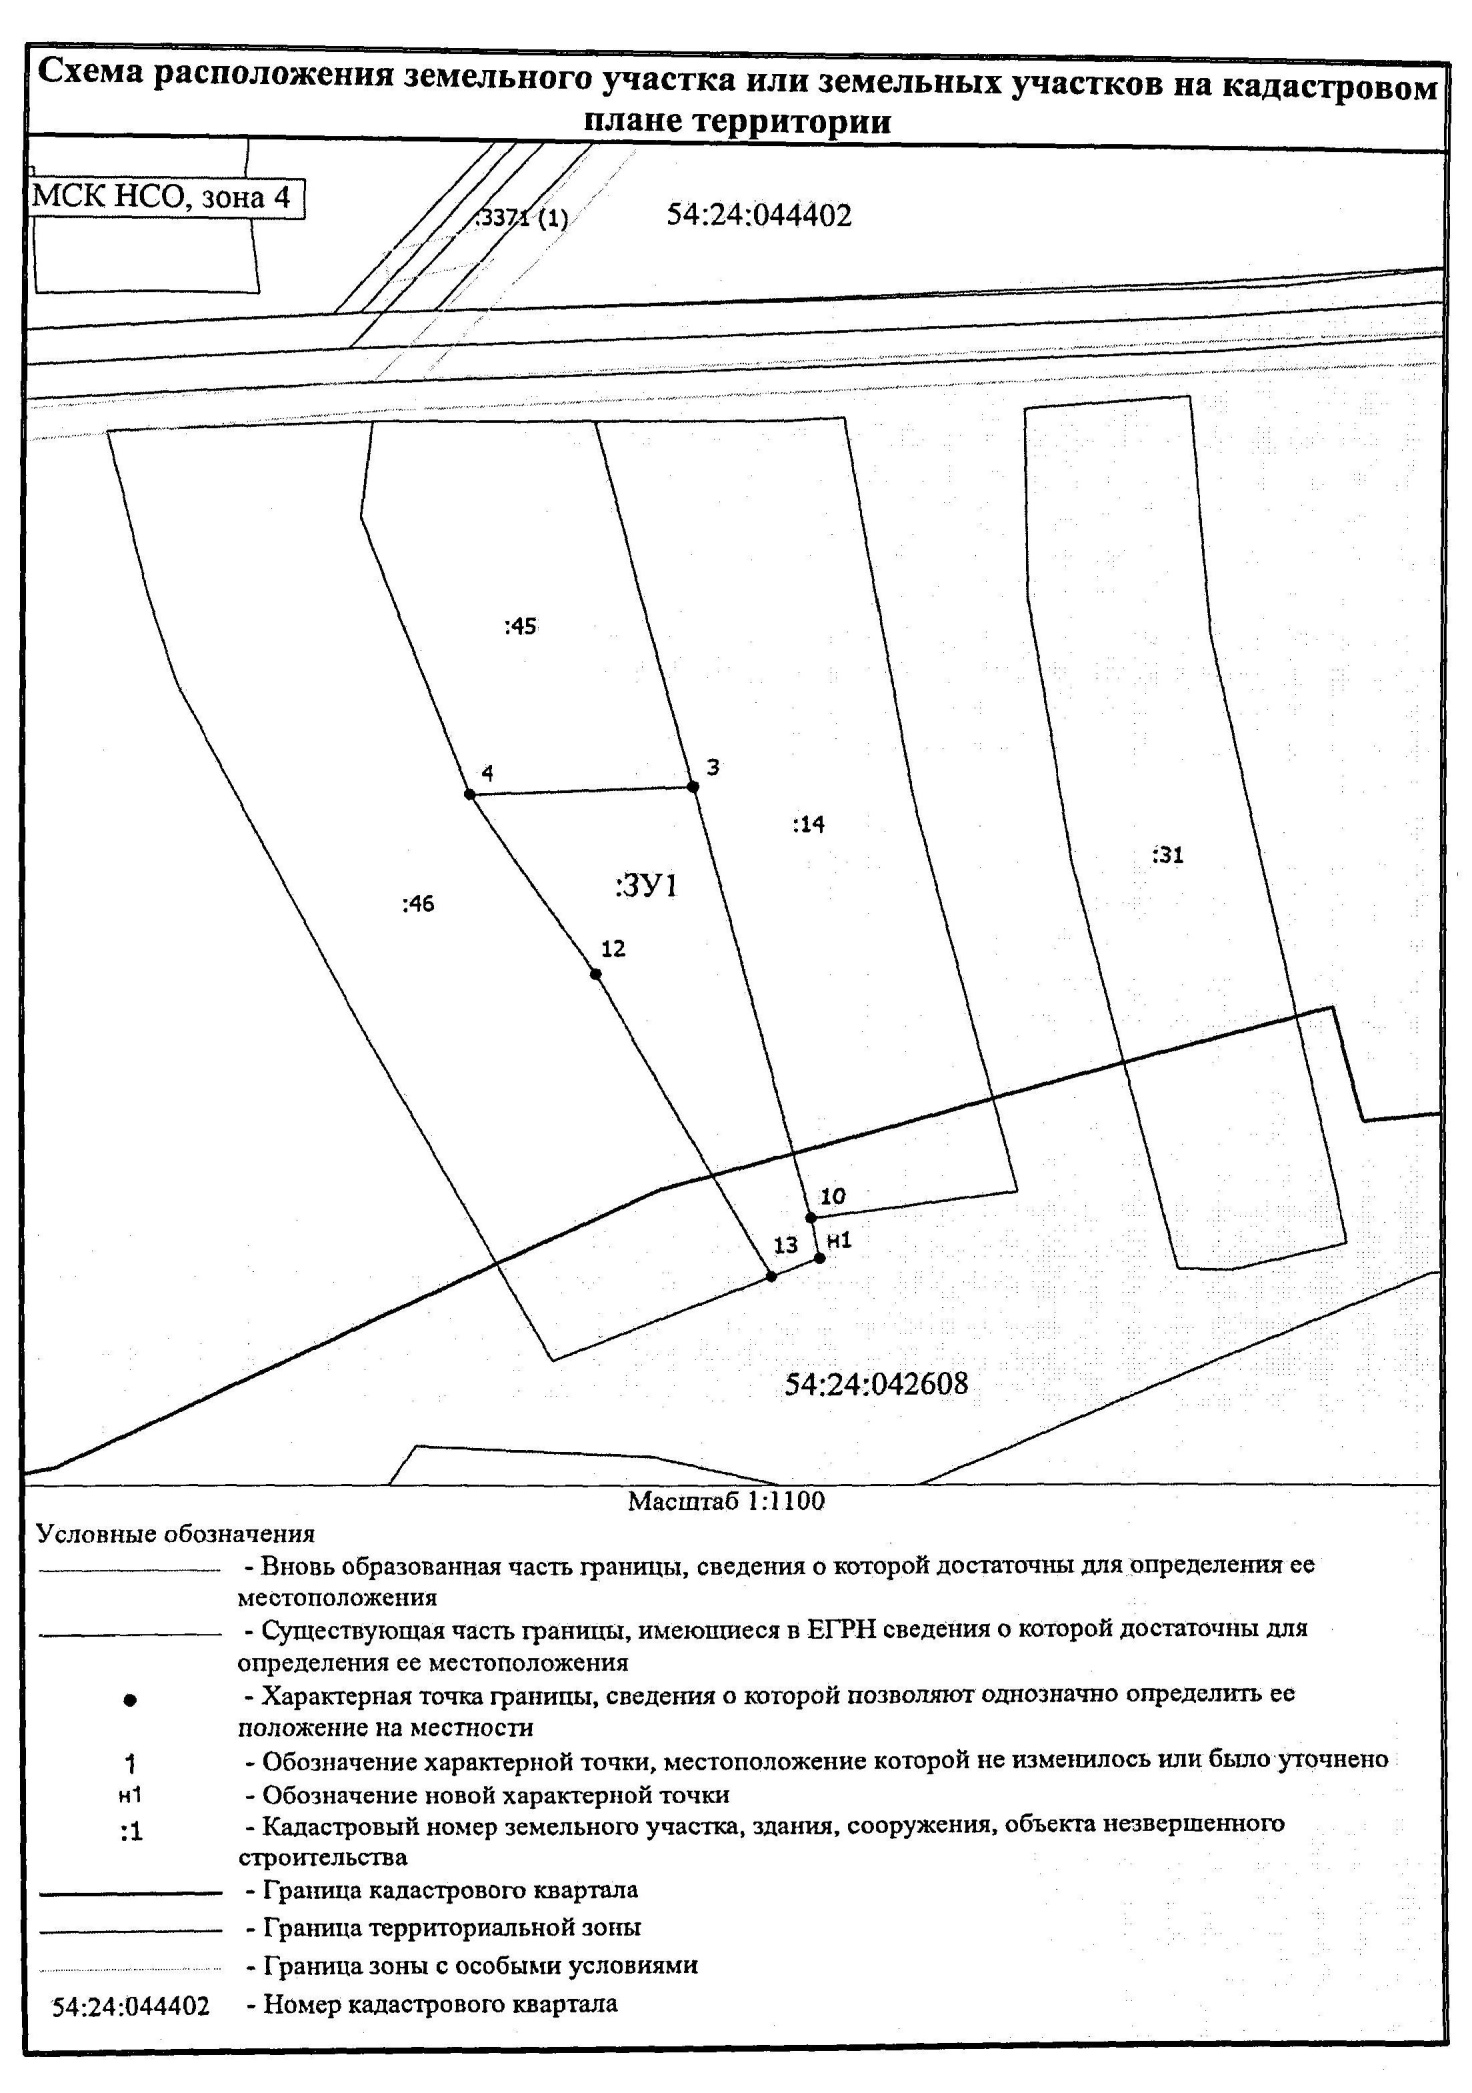 Схема расположения земельного участка или земельных участков на кадастровом
плане территории
МСК НСО, зона 4
:3371 (1)
54:24:044402
:45
4
3
:14
:31
:ЗУ1
:46
12
10
13
н1
54:24:042608
Масштаб 1:1100
Условные обозначения
- Вновь образованная часть границы, сведения о которой достаточны для определения ее
местоположения
- Существующая часть границы, имеющиеся в ЕГРН сведения о которой достаточны для
определения ее местоположения
- Характерная точка границы, сведения о которой позволяют однозначно определить ее
положение на местности
1 - Обозначение характерной точки, местоположение которой не изменилось или было уточнено
н1 - Обозначение новой характерной точки
:1 - Кадастровый номер земельного участка, здания, сооружения, объекта незвершенного
строительства
- Граница кадастрового квартала
- Граница территориальной зоны
- Граница зоны с особыми условиями
54:24:044402 - Номер кадастрового квартала